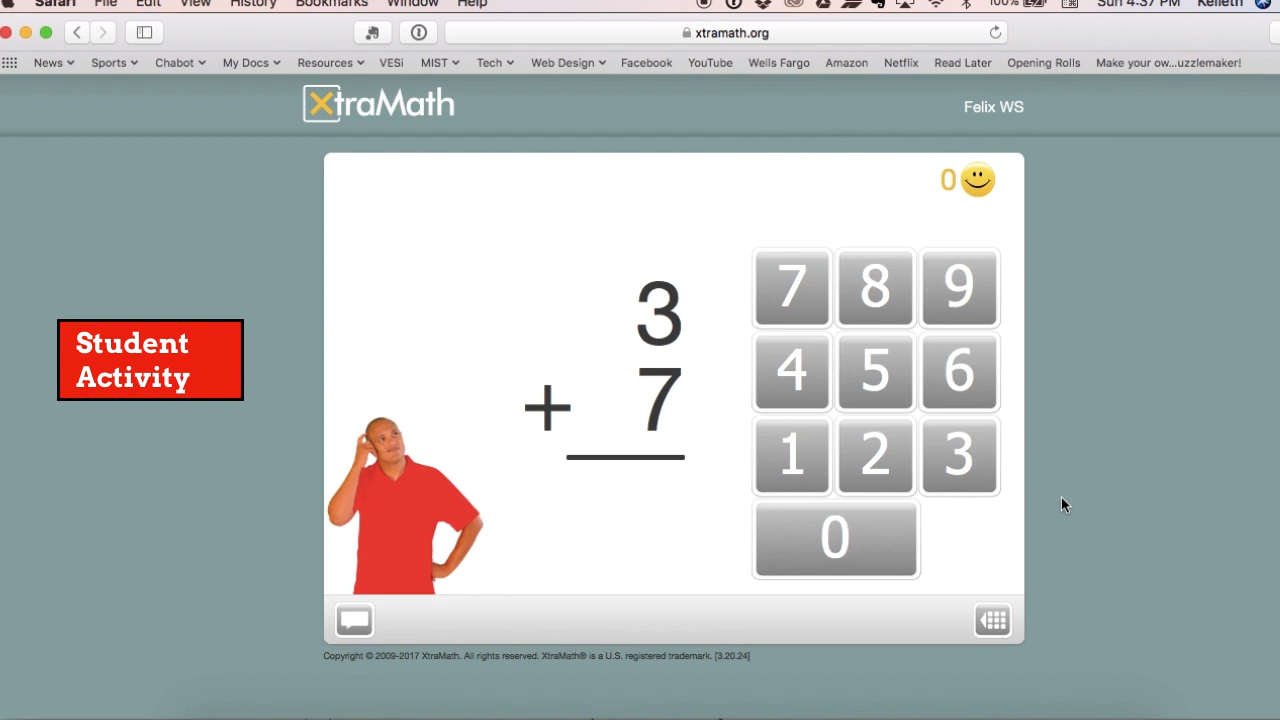 Safari File Edit View History Bookmarks Window Help 100% Sun 4:37 PM Kelleth
xtramath.org
News Sports Chabot My Docs Resources VESi MIST Tech Web Design Facebook YouTube Wells Fargo Amazon Netflix Read Later Opening Rolls Make your ow...uzzlemaker!
XtraMath
Felix WS
0
3
+ 7
7 8 9
4 5 6
1 2 3
0
Student
Activity
Copyright © 2009-2017 XtraMath. All rights reserved. XtraMath® is a U.S. registered trademark. [3.20.24]